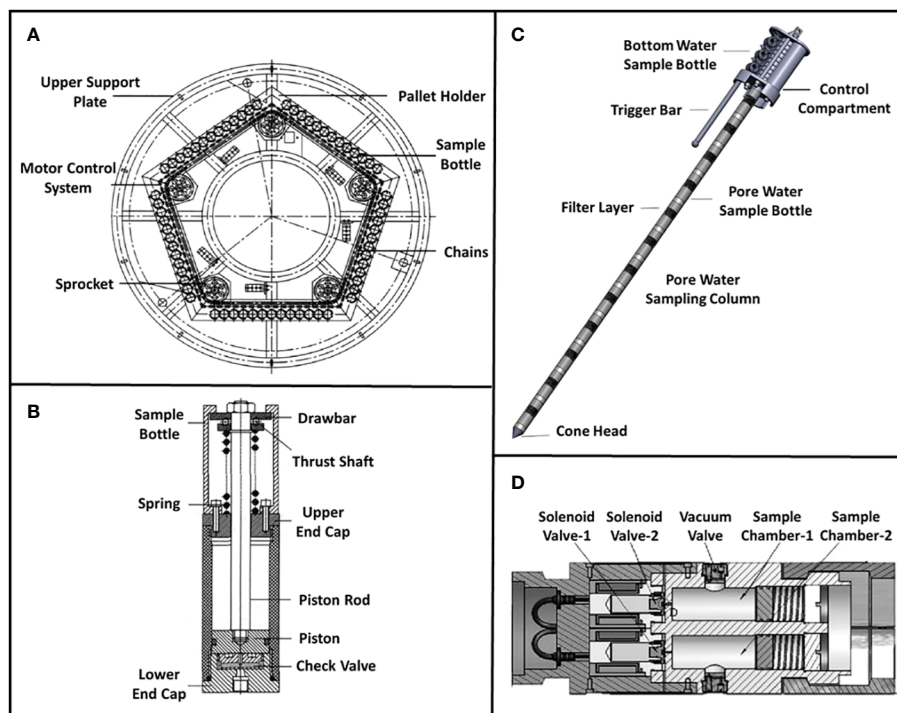 A
Upper Support
Plate
Pallet Holder
Sample
Bottle
Motor Control
System
Chains
Sprocket
B
Sample
Bottle
Drawbar
Thrust Shaft
Spring
Upper
End Cap
Piston Rod
Piston
Check Valve
Lower
End Cap
C
Bottom Water
Sample Bottle
Control
Compartment
Trigger Bar
Pore Water
Sample Bottle
Filter Layer
Pore Water
Sampling Column
Cone Head
D
Solenoid
Valve-1
Solenoid
Valve-2
Vacuum
Valve
Sample
Chamber-1
Sample
Chamber-2